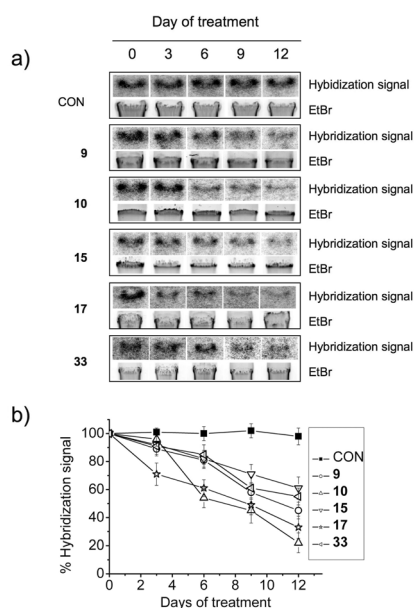 Day of treatment
a)
0 3 6 9 12
CON
Hybidization signal
EtBr
9
Hybridization signal
EtBr
10
Hybridization signal
EtBr
15
Hybridization signal
EtBr
17
Hybridization signal
EtBr
33
Hybridization signal
EtBr
b)
% Hybridization signal
100
80
60
40
20
0
0 2 4 6 8 10 12
Days of treatment
CON
9
10
15
17
33